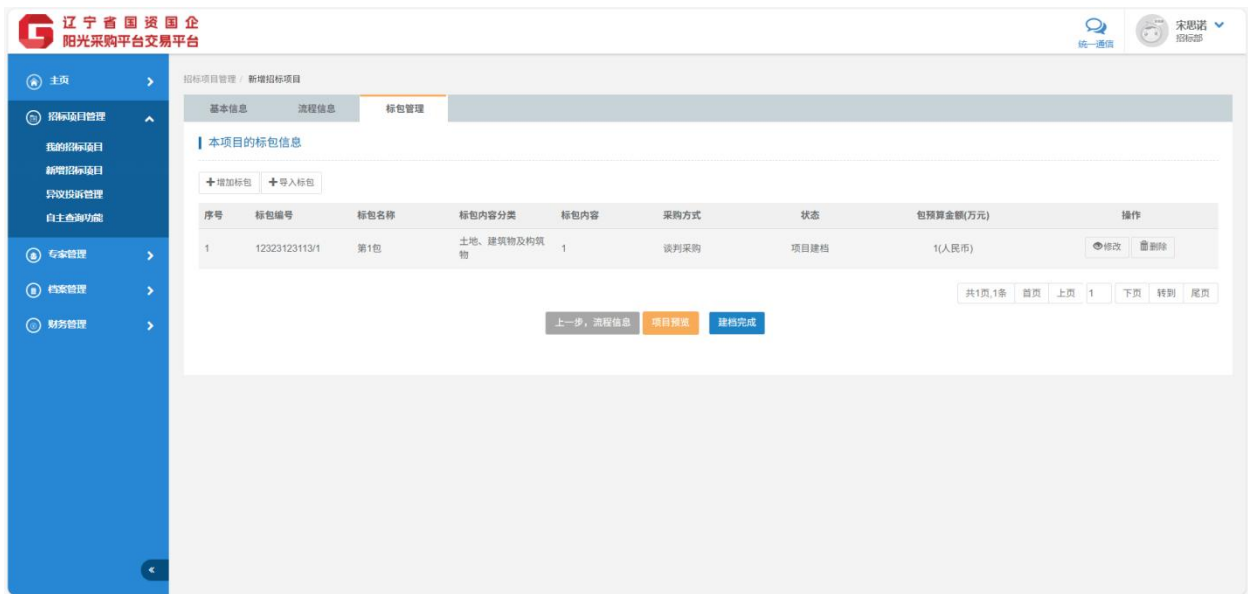 辽宁省国资国企
阳光采购平台交易平台
统一通信
宋思诺
招标部
主页
招标项目管理
我的招标项目
新增招标项目
异议投诉管理
自主查询功能
专家管理
档案管理
财务管理
招标项目管理 / 新增招标项目
基本信息 流程信息 标包管理
本项目的标包信息
增加标包 导入标包
序号 标包编号 标包名称 标包内容分类 标包内容 采购方式 状态 包预算金额(万元) 操作
1 12323123113/1 第1包 土地、建筑物及构筑物 1 谈判采购 项目建档 1(人民币) 修改 删除
共1页,1条 首页 上页 1 下页 转到 尾页
上一步，流程信息 项目预览 建档完成